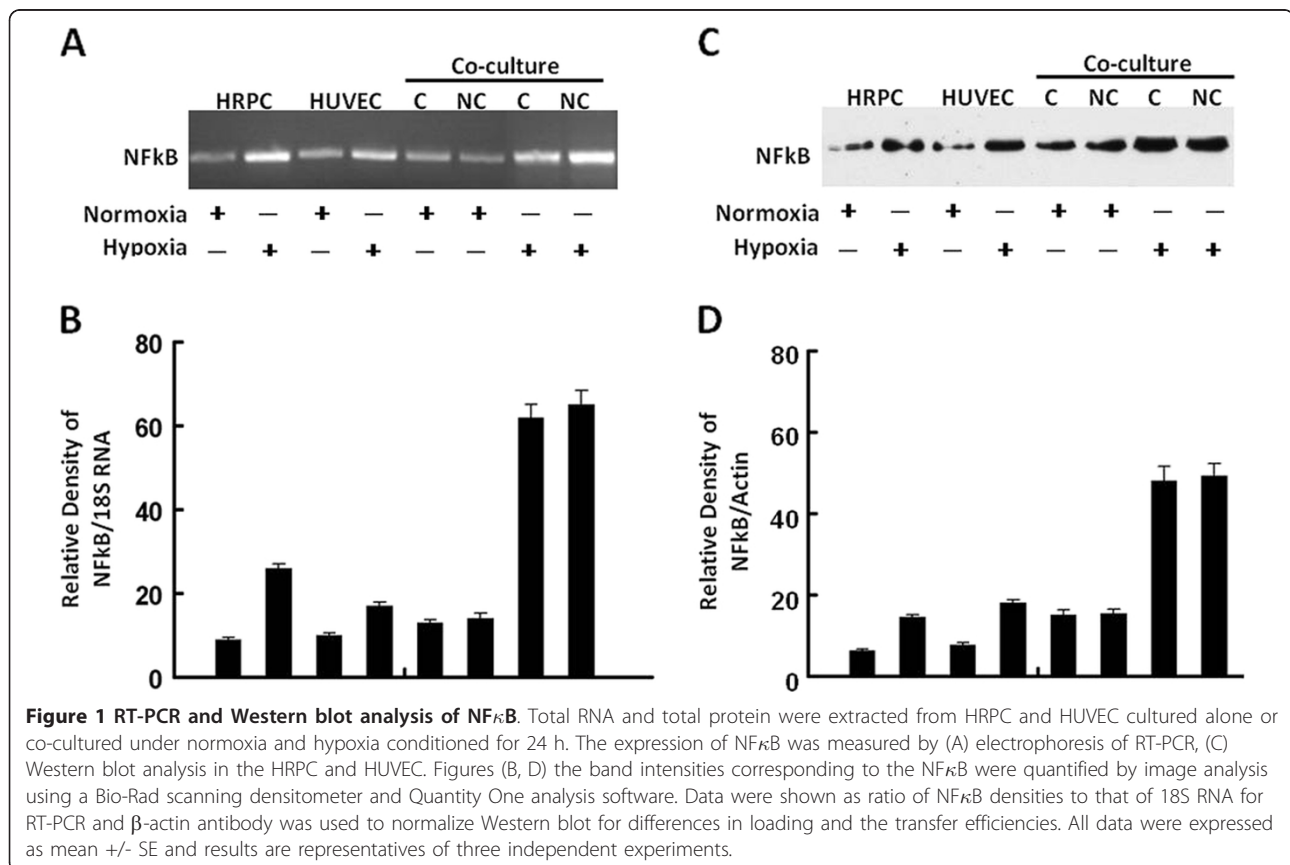 A
Co-culture
HRPC HUVEC C NC C NC
NFkB
Normoxia + — + — + + — —
Hypoxia — + — + — — + +
C
Co-culture
HRPC HUVEC C NC C NC
NFkB
Normoxia + — + — + + — —
Hypoxia — + — + — — + +
B
Relative Density of
NFkB/18S RNA
80
60
40
20
0
D
Relative Density of
NFkB/Actin
80
60
40
20
0
Figure 1 RT-PCR and Western blot analysis of NFκB. Total RNA and total protein were extracted from HRPC and HUVEC cultured alone or
co-cultured under normoxia and hypoxia conditioned for 24 h. The expression of NFκB was measured by (A) electrophoresis of RT-PCR, (C)
Western blot analysis in the HRPC and HUVEC. Figures (B, D) the band intensities corresponding to the NFκB were quantified by image analysis
using a Bio-Rad scanning densitometer and Quantity One analysis software. Data were shown as ratio of NFκB densities to that of 18S RNA for
RT-PCR and β-actin antibody was used to normalize Western blot for differences in loading and the transfer efficiencies. All data were expressed
as mean +/- SE and results are representatives of three independent experiments.